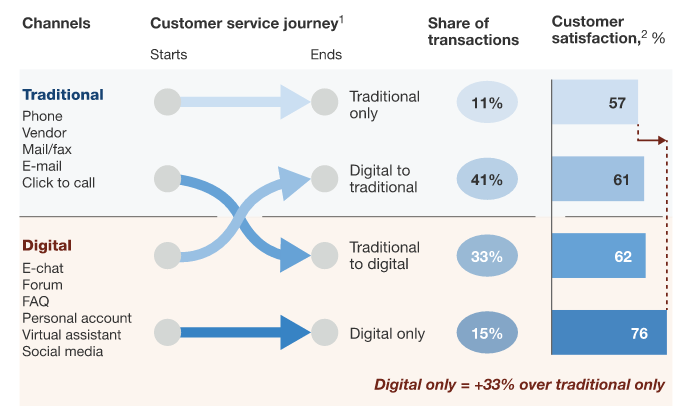 Channels
Customer service journey¹
Share of
transactions
Customer
satisfaction,² %
Starts
Ends
Traditional
Phone
Vendor
Mail/fax
E-mail
Click to call
Traditional
only
11%
57
Digital to
traditional
41%
61
Digital
E-chat
Forum
FAQ
Personal account
Virtual assistant
Social media
Traditional
to digital
33%
62
Digital only
15%
76
Digital only = +33% over traditional only